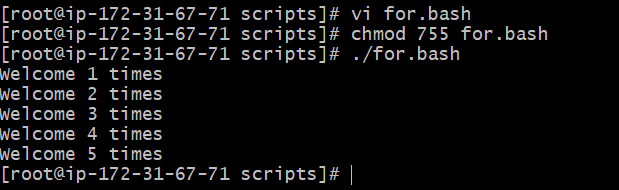 [root@ip-172-31-67-71 scripts]# vi for.bash
[root@ip-172-31-67-71 scripts]# chmod 755 for.bash
[root@ip-172-31-67-71 scripts]# ./for.bash
Welcome 1 times
Welcome 2 times
Welcome 3 times
Welcome 4 times
Welcome 5 times
[root@ip-172-31-67-71 scripts]#